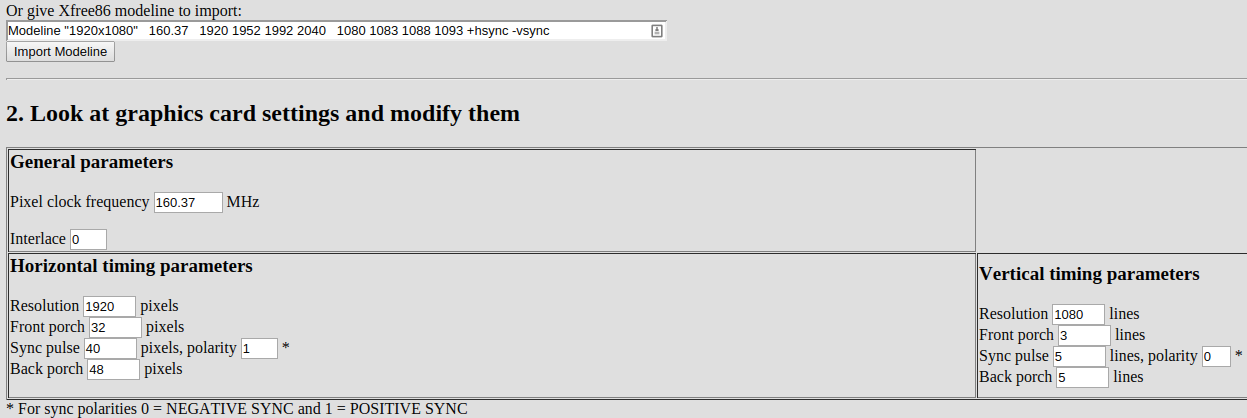 Or give Xfree86 modeline to import:
Modeline "1920x1080" 160.37 1920 1952 1992 2040 1080 1083 1088 1093 +hsync -vsync
Import Modeline
2. Look at graphics card settings and modify them
General parameters
Pixel clock frequency 160.37 MHz
Interlace 0
Horizontal timing parameters
Resolution 1920 pixels
Front porch 32 pixels
Sync pulse 40 pixels, polarity 1 *
Back porch 48 pixels
Vertical timing parameters
Resolution 1080 lines
Front porch 3 lines
Sync pulse 5 lines, polarity 0 *
Back porch 5 lines
* For sync polarities 0 = NEGATIVE SYNC and 1 = POSITIVE SYNC